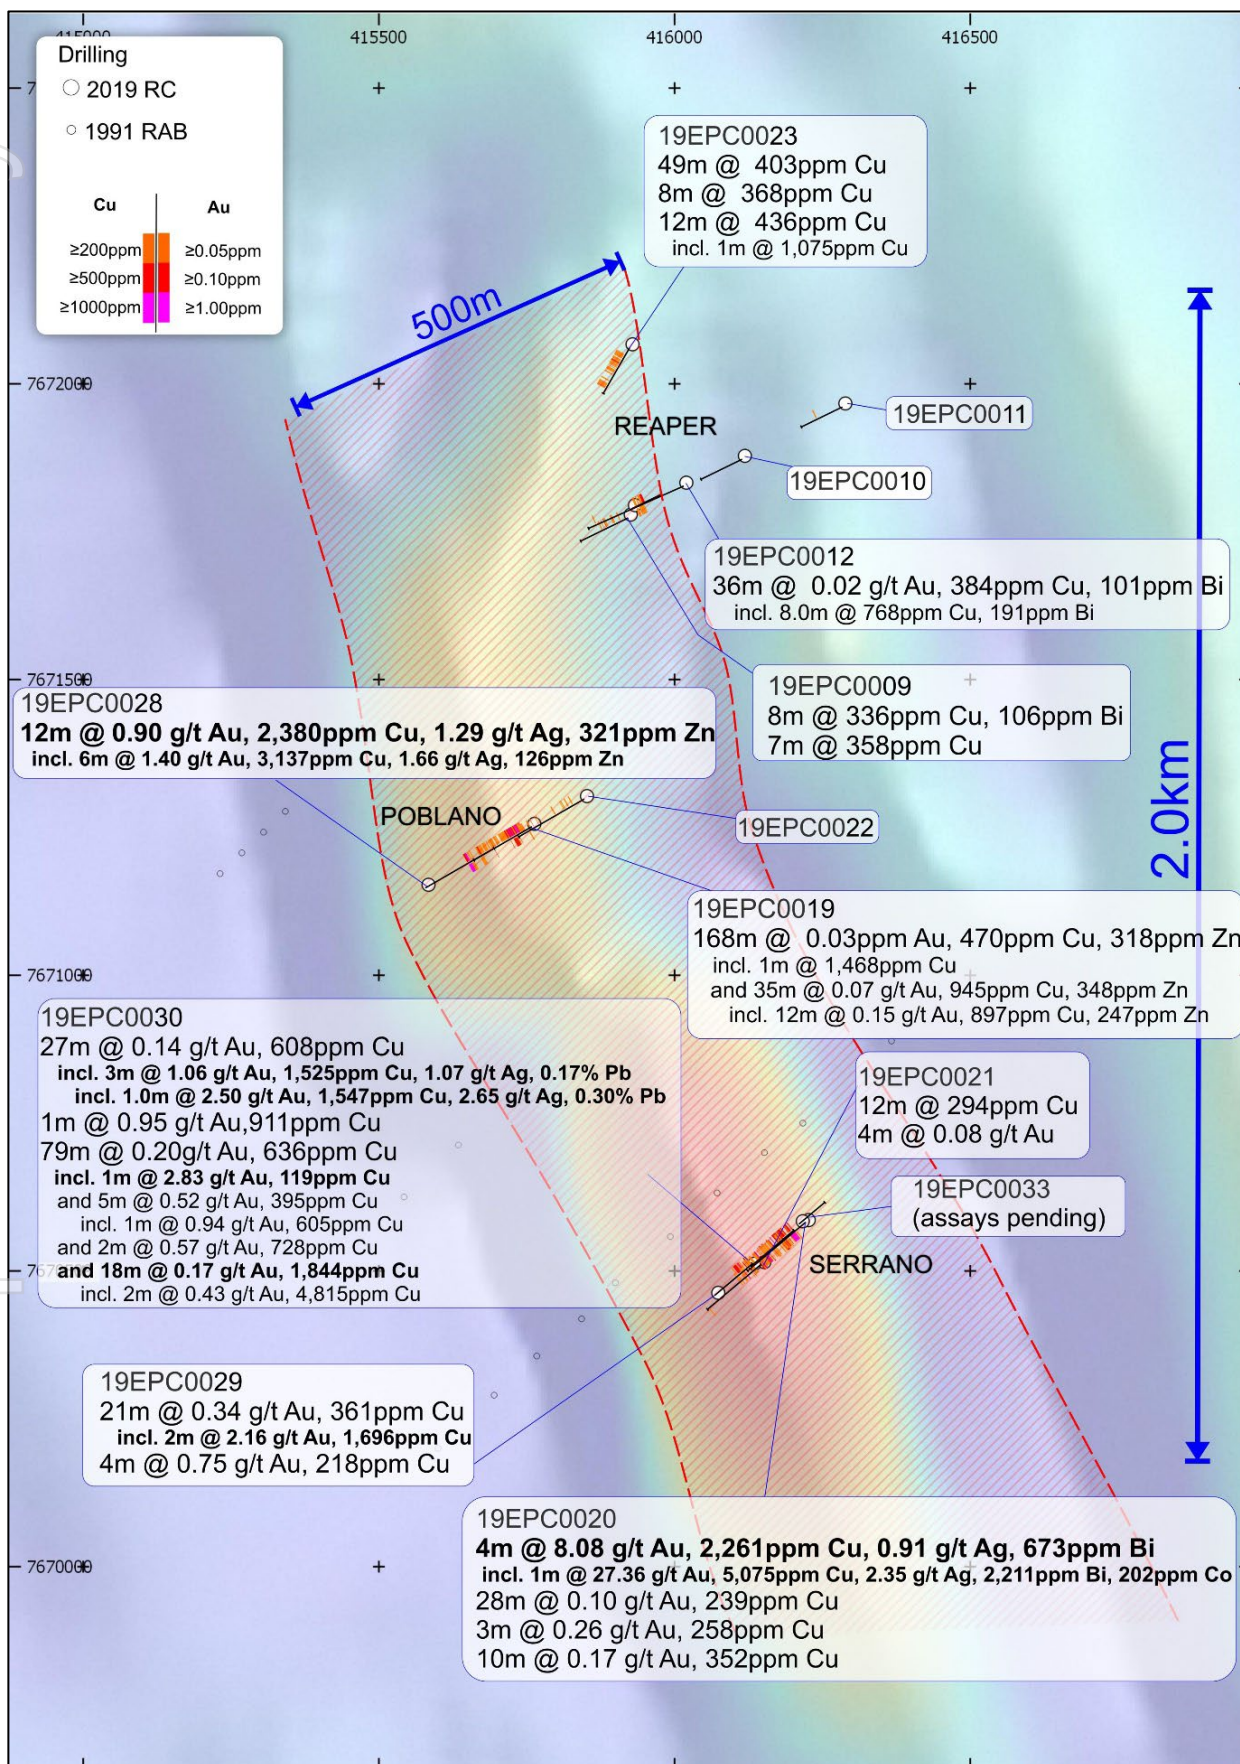 415000
415500
416000
416500
Drilling
2019 RC
1991 RAB
Cu
Au
≥200ppm
≥0.05ppm
≥500ppm
≥0.10ppm
≥1000ppm
≥1.00ppm
19EPC0023
49m @ 403ppm Cu
8m @ 368ppm Cu
12m @ 436ppm Cu
incl. 1m @ 1,075ppm Cu
500m
7672000
REAPER
19EPC0011
19EPC0010
19EPC0012
36m @ 0.02 g/t Au, 384ppm Cu, 101ppm Bi
incl. 8.0m @ 768ppm Cu, 191ppm Bi
7671500
19EPC0009
8m @ 336ppm Cu, 106ppm Bi
7m @ 358ppm Cu
19EPC0028
12m @ 0.90 g/t Au, 2,380ppm Cu, 1.29 g/t Ag, 321ppm Zn
incl. 6m @ 1.40 g/t Au, 3,137ppm Cu, 1.66 g/t Ag, 126ppm Zn
2.0km
POBLANO
19EPC0022
19EPC0019
168m @ 0.03ppm Au, 470ppm Cu, 318ppm Zn
incl. 1m @ 1,468ppm Cu
and 35m @ 0.07 g/t Au, 945ppm Cu, 348ppm Zn
incl. 12m @ 0.15 g/t Au, 897ppm Cu, 247ppm Zn
7671000
19EPC0030
27m @ 0.14 g/t Au, 608ppm Cu
incl. 3m @ 1.06 g/t Au, 1,525ppm Cu, 1.07 g/t Ag, 0.17% Pb
incl. 1.0m @ 2.50 g/t Au, 1,547ppm Cu, 2.65 g/t Ag, 0.30% Pb
1m @ 0.95 g/t Au,911ppm Cu
79m @ 0.20g/t Au, 636ppm Cu
incl. 1m @ 2.83 g/t Au, 119ppm Cu
and 5m @ 0.52 g/t Au, 395ppm Cu
incl. 1m @ 0.94 g/t Au, 605ppm Cu
and 2m @ 0.57 g/t Au, 728ppm Cu
and 18m @ 0.17 g/t Au, 1,844ppm Cu
incl. 2m @ 0.43 g/t Au, 4,815ppm Cu
19EPC0021
12m @ 294ppm Cu
4m @ 0.08 g/t Au
19EPC0033
(assays pending)
SERRANO
19EPC0029
21m @ 0.34 g/t Au, 361ppm Cu
incl. 2m @ 2.16 g/t Au, 1,696ppm Cu
4m @ 0.75 g/t Au, 218ppm Cu
19EPC0020
4m @ 8.08 g/t Au, 2,261ppm Cu, 0.91 g/t Ag, 673ppm Bi
incl. 1m @ 27.36 g/t Au, 5,075ppm Cu, 2.35 g/t Ag, 2,211ppm Bi, 202ppm Co
28m @ 0.10 g/t Au, 239ppm Cu
3m @ 0.26 g/t Au, 258ppm Cu
10m @ 0.17 g/t Au, 352ppm Cu
7670000